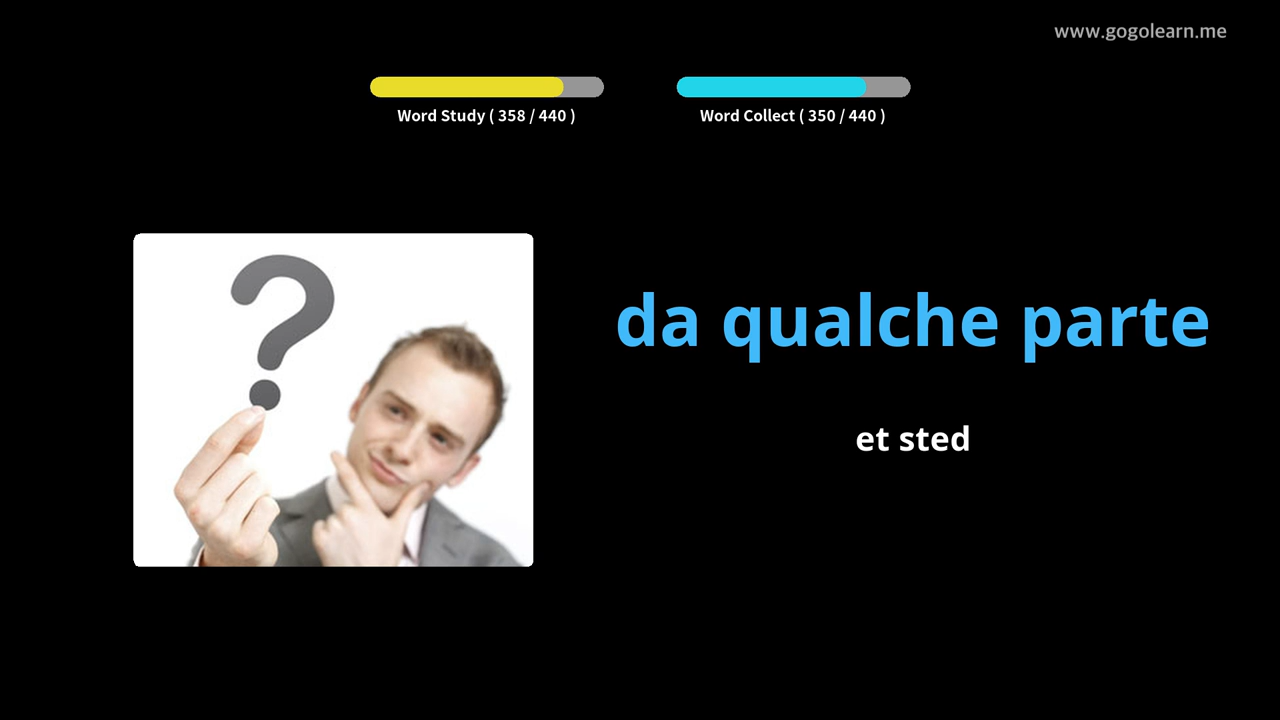 www.gogolearn.me
Word Study ( 358 / 440 )
Word Collect ( 350 / 440 )
da qualche parte
et sted